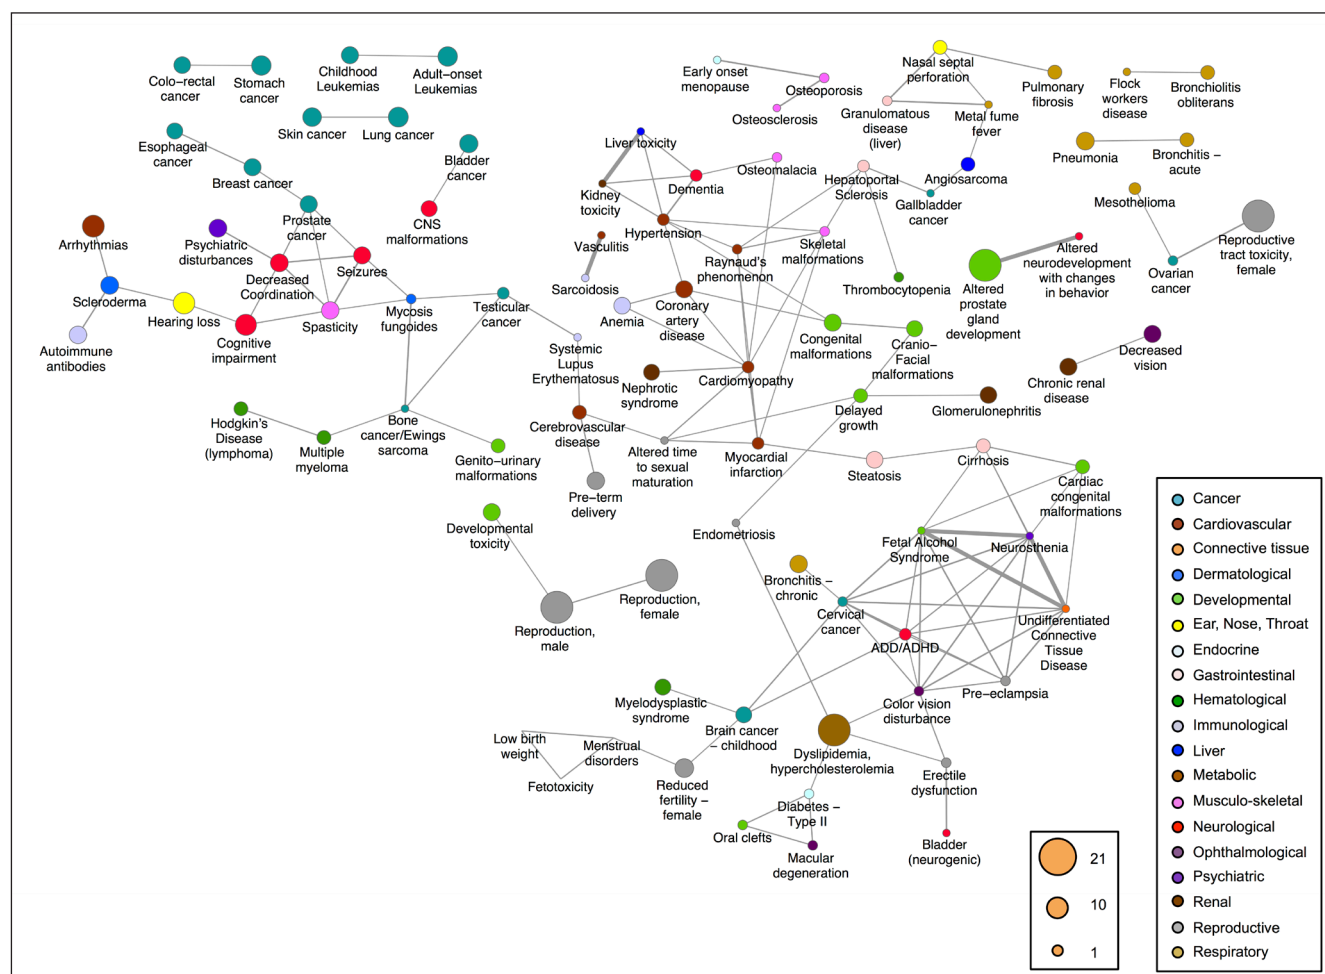 Colo–rectal
cancer
Stomach
cancer
Childhood
Leukemias
Adult–onset
Leukemias
Skin cancer
Lung cancer
Esophageal
cancer
Breast cancer
Bladder
cancer
Prostate
cancer
CNS
malformations
Arrhythmias
Psychiatric
disturbances
Decreased
Coordination
Seizures
Scleroderma
Hearing loss
Cognitive
impairment
Spasticity
Mycosis
fungoides
Testicular
cancer
Autoimmune
antibodies
Systemic
Lupus
Erythematosus
Hodgkin's
Disease
(lymphoma)
Multiple
myeloma
Bone
cancer/Ewings
sarcoma
Genito–urinary
malformations
Cerebrovascular
disease
Pre–term
delivery
Early onset
menopause
Osteoporosis
Osteosclerosis
Nasal septal
perforation
Pulmonary
fibrosis
Flock
workers
disease
Bronchiolitis
obliterans
Granulomatous
disease
(liver)
Metal fume
fever
Liver toxicity
Kidney
toxicity
Dementia
Osteomalacia
Hepatoportal
Sclerosis
Angiosarcoma
Gallbladder
cancer
Pneumonia
Bronchitis –
acute
Mesothelioma
Ovarian
cancer
Reproductive
tract toxicity,
female
Hypertension
Vasculitis
Sarcoidosis
Raynaud's
phenomenon
Skeletal
malformations
Thrombocytopenia
Altered
prostate
gland
development
Altered
neurodevelopment
with changes
in behavior
Anemia
Coronary
artery
disease
Congenital
malformations
Cranio–
Facial
malformations
Decreased
vision
Chronic renal
disease
Nephrotic
syndrome
Cardiomyopathy
Delayed
growth
Glomerulonephritis
Altered time
to sexual
maturation
Myocardial
infarction
Steatosis
Cirrhosis
Cardiac
congenital
malformations
Developmental
toxicity
Endometriosis
Fetal Alcohol
Syndrome
Neurosthenia
Reproduction,
female
Reproduction,
male
Bronchitis –
chronic
Cervical
cancer
ADD/ADHD
Undifferentiated
Connective
Tissue
Disease
Color vision
disturbance
Pre–eclampsia
Myelodysplastic
syndrome
Brain cancer
– childhood
Low birth
weight
Menstrual
disorders
Fetotoxicity
Reduced
fertility –
female
Dyslipidemia,
hypercholesterolemia
Erectile
dysfunction
Diabetes –
Type II
Oral clefts
Macular
degeneration
Bladder
(neurogenic)
21
10
1
Cancer
Cardiovascular
Connective tissue
Dermatological
Developmental
Ear, Nose, Throat
Endocrine
Gastrointestinal
Hematological
Immunological
Liver
Metabolic
Musculo-skeletal
Neurological
Ophthalmological
Psychiatric
Renal
Reproductive
Respiratory